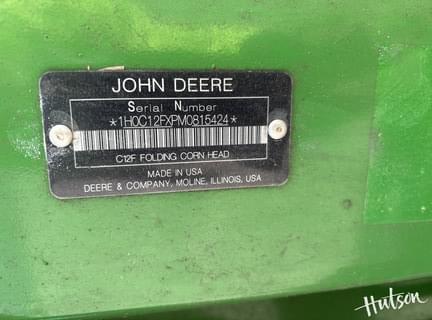 JOHN DEERE
Serial Number
*1H0C12FXPM0815424*
C12F FOLDING CORN HEAD
MADE IN USA
DEERE & COMPANY, MOLINE, ILLINOIS, USA
Hutson